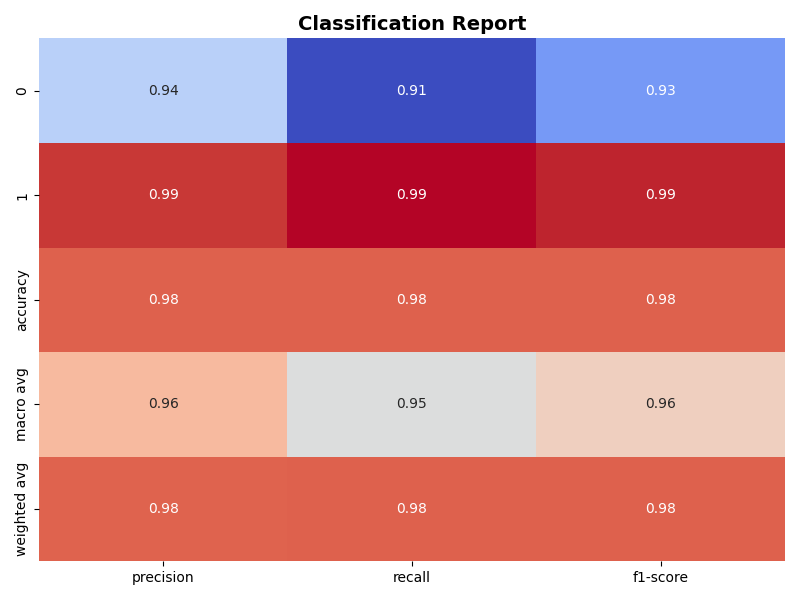 Classification Report
0 0.94 0.91 0.93
1 0.99 0.99 0.99
accuracy 0.98 0.98 0.98
macro avg 0.96 0.95 0.96
weighted avg 0.98 0.98 0.98
precision recall f1-score